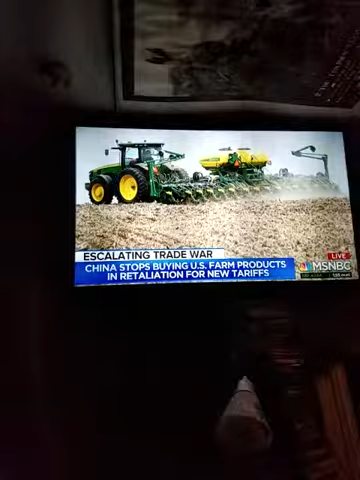 ESCALATING TRADE WAR
CHINA STOPS BUYING U.S. FARM PRODUCTS
IN RETALIATION FOR NEW TARIFFS
LIVE
MSNBC